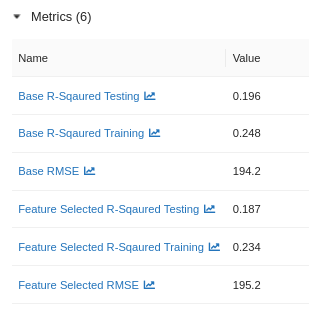 Metrics (6)
Name Value
Base R-Sqaured Testing 0.196
Base R-Sqaured Training 0.248
Base RMSE 194.2
Feature Selected R-Sqaured Testing 0.187
Feature Selected R-Sqaured Training 0.234
Feature Selected RMSE 195.2